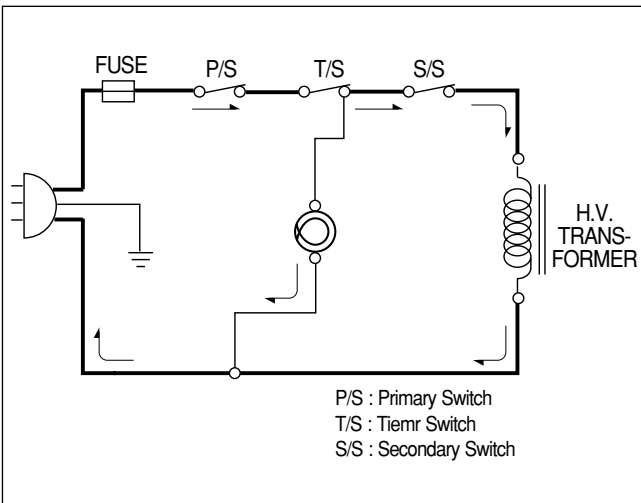 FUSE
P/S
T/S
S/S
H.V.
TRANS-
FORMER
P/S : Primary Switch
T/S : Tiemr Switch
S/S : Secondary Switch